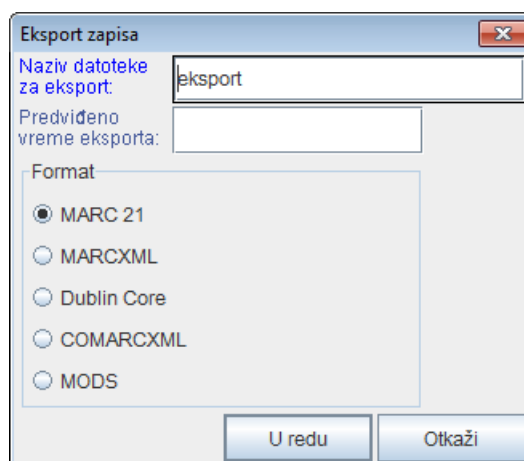 Eksport zapisa
Naziv datoteke
za eksport:
eksport
Predviđeno
vreme eksporta:
Format
MARC 21
MARCXML
Dublin Core
COMARCXML
MODS
U redu
Otkaži